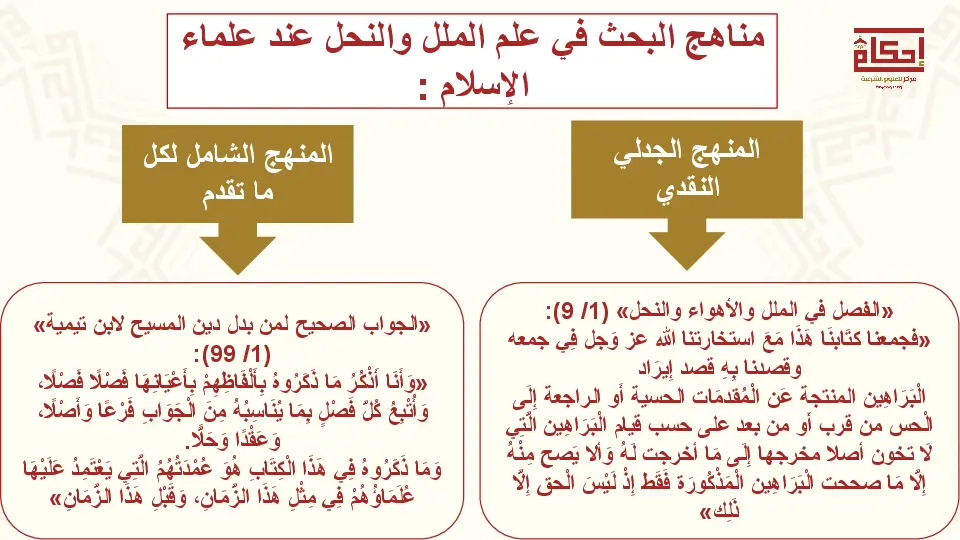 مناهج البحث في علم الملل والنحل عند علماء
الإسلام :
إحكام
مركز للعلوم الشرعية
المنهج الجدلي
النقدي
«الفصل في الملل والأهواء والنحل» (1/ 9):
«فجمعنا كتَابنَا هَذَا مَعَ استخارتنا الله عز وَجل فِي جمعه
وقصدنا بِهِ قصد إِيرَاد
الْبَرَاهِين المنتجة عَن الْمُقدمَات الحسية أَو الراجعة إِلَى
الْحس من قرب أَو من بعد على حسب قيام الْبَرَاهِين الَّتِي
لَا تخون أصلا مخرجها إِلَى مَا أخرجت لَهُ وَألا يَصح مِنْهُ
إِلَّا مَا صححت الْبَرَاهِين الْمَذْكُورَة فَقَط إِذْ لَيْسَ الْحق إِلَّا
ذَلِك»
المنهج الشامل لكل
ما تقدم
«الجواب الصحيح لمن بدل دين المسيح لابن تيمية»
(1/ 99):
«وَأَنَا أَذْكُرُ مَا ذَكَرُوهُ بِأَلْفَاظِهِمْ بِأَعْيَانِهَا فَصْلًا فَصْلًا،
وَأُتْبِعُ كُلَّ فَصْلٍ بِمَا يُنَاسِبُهُ مِنَ الْجَوَابِ فَرْعًا وَأَصْلًا،
وَعَقْدًا وَحَلًّا.
وَمَا ذَكَرُوهُ فِي هَذَا الْكِتَابِ هُوَ عُمْدَتُهُمُ الَّتِي يَعْتَمِدُ عَلَيْهَا
عُلَمَاؤُهُمْ فِي مِثْلِ هَذَا الزَّمَانِ، وَقَبْلَ هَذَا الزَّمَانِ»